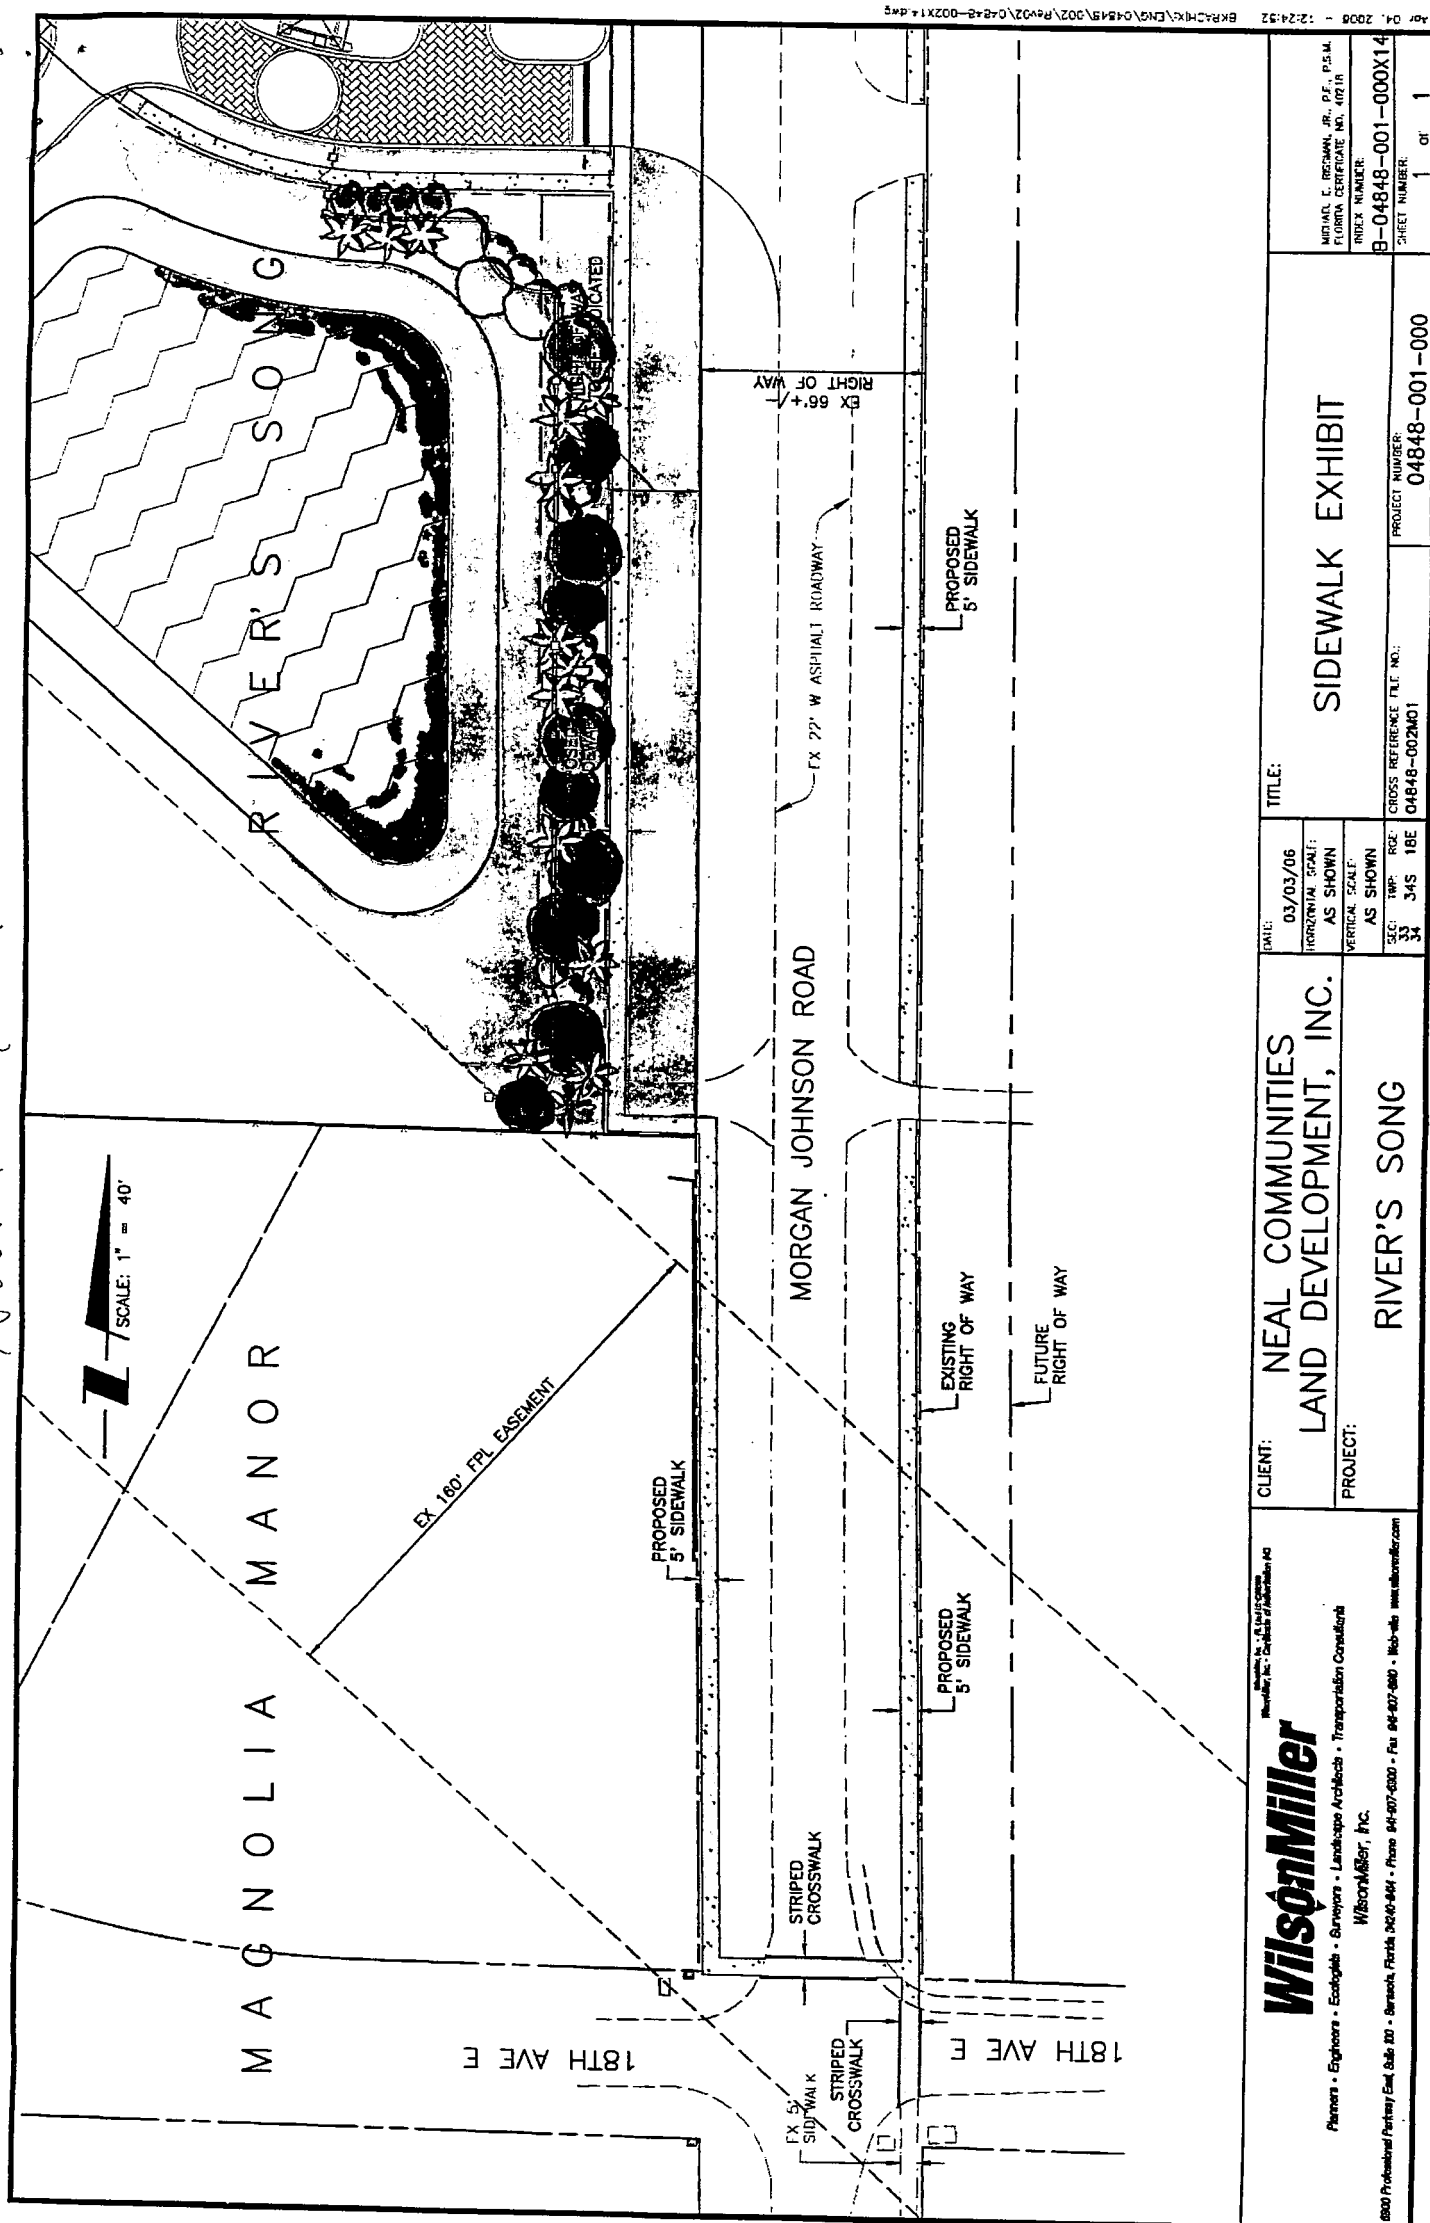 SCALE: 1" = 40'
MAGNOLIA MANOR
RIVER'S SONG
EX 160' FPL EASEMENT
PROPOSED
5' SIDEWALK
STRIPED
CROSSWALK
18TH AVE E
EX 5'
SIDEWALK
STRIPED
CROSSWALK
18TH AVE E
MORGAN JOHNSON ROAD
EX 22' W ASPHALT ROADWAY
EX 66'+/-
RIGHT OF WAY
PROPOSED
5' SIDEWALK
EXISTING
RIGHT OF WAY
FUTURE
RIGHT OF WAY
PROPOSED
5' SIDEWALK
WilsonMiller
Planners • Engineers • Ecologists • Surveyors • Landscape Architects • Transportation Consultants
WilsonMiller, Inc.
CLIENT:
NEAL COMMUNITIES
LAND DEVELOPMENT, INC.
PROJECT:
RIVER'S SONG
DATE:
03/03/06
HORIZONTAL SCALE:
AS SHOWN
VERTICAL SCALE:
AS SHOWN
SEC: TWP: RGE:
33
34 34S 18E
TITLE:
SIDEWALK EXHIBIT
CROSS REFERENCE FILE NO.:
04848-002M01
PROJECT NUMBER:
04848-001-000
FLORIDA CERTIFICATE NO. 40218
INDEX NUMBER:
B-04848-001-000X14
SHEET NUMBER:
1 of 1